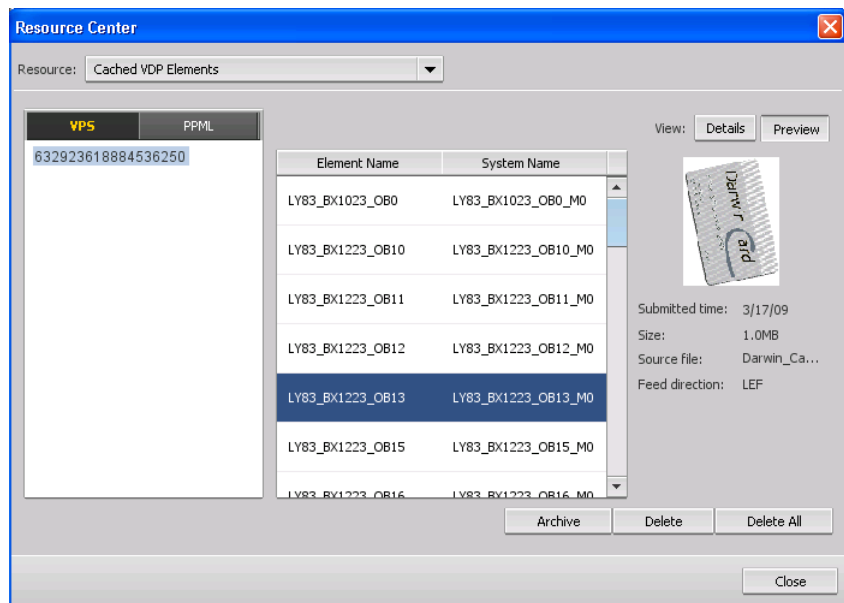 Resource Center
Resource: Cached VDP Elements
VPS PPML
632923618884536250
Element Name System Name
LY83_BX1023_OB0 LY83_BX1023_OB0_M0
LY83_BX1223_OB10 LY83_BX1223_OB10_M0
LY83_BX1223_OB11 LY83_BX1223_OB11_M0
LY83_BX1223_OB12 LY83_BX1223_OB12_M0
LY83_BX1223_OB13 LY83_BX1223_OB13_M0
LY83_BX1223_OB15 LY83_BX1223_OB15_M0
LY83_BX1223_OB16 LY83_BX1223_OB16_M0
View: Details Preview
Submitted time: 3/17/09
Size: 1.0MB
Source file: Darwin_Ca...
Feed direction: LEF
Archive Delete Delete All
Close